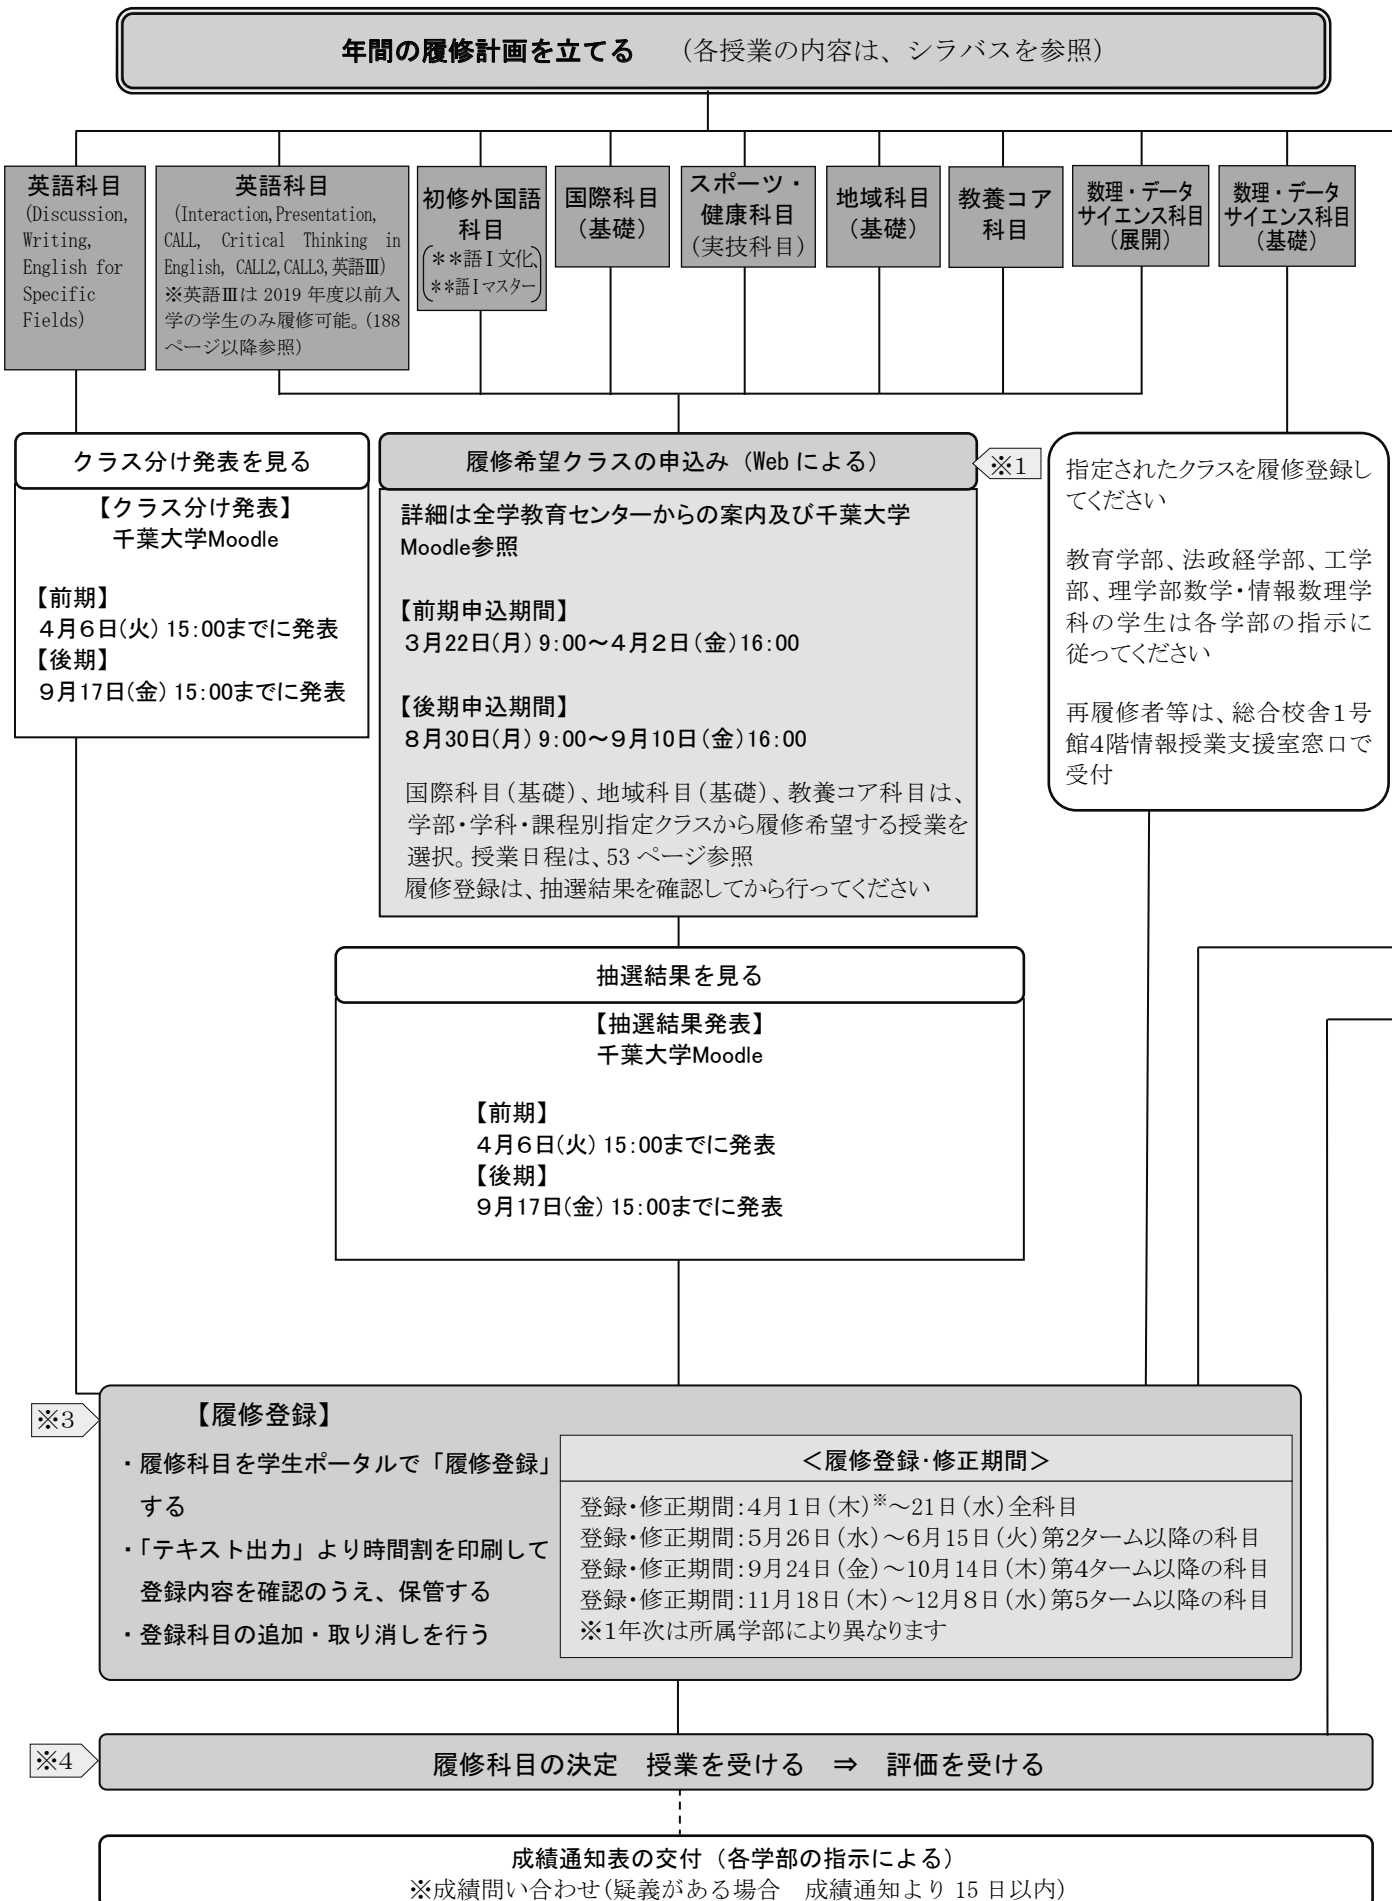 年間の履修計画を立てる　（各授業の内容は、シラバスを参照）
英語科目
(Discussion,
Writing,
English for
Specific
Fields)
英語科目
(Interaction,Presentation,
CALL, Critical Thinking in
English, CALL2,CALL3,英語Ⅲ)
※英語Ⅲは 2019 年度以前入
学の学生のみ履修可能。(188
ページ以降参照)
初修外国語
科目
(＊＊語Ⅰ文化、
＊＊語Ⅰマスター)
国際科目
（基礎）
スポーツ・
健康科目
（実技科目）
地域科目
（基礎）
教養コア
科目
数理・データ
サイエンス科目
（展開）
数理・データ
サイエンス科目
（基礎）
クラス分け発表を見る
【クラス分け発表】
千葉大学Moodle
【前期】
４月６日(火) 15:00までに発表
【後期】
９月17日(金) 15:00までに発表
履修希望クラスの申込み（Web による）
※1
詳細は全学教育センターからの案内及び千葉大学
Moodle参照
【前期申込期間】
３月22日(月) 9:00～４月２日(金)16:00
【後期申込期間】
８月30日(月) 9:00～９月10日(金)16:00
国際科目（基礎）、地域科目（基礎）、教養コア科目は、
学部・学科・課程別指定クラスから履修希望する授業を
選択。授業日程は、53 ページ参照
履修登録は、抽選結果を確認してから行ってください
指定されたクラスを履修登録し
てください
教育学部、法政経学部、工学
部、理学部数学・情報数理学
科の学生は各学部の指示に
従ってください
再履修者等は、総合校舎１号
館4階情報授業支援室窓口で
受付
抽選結果を見る
【抽選結果発表】
千葉大学Moodle
【前期】
４月６日(火) 15:00までに発表
【後期】
９月17日(金) 15:00までに発表
※3
【履修登録】
・履修科目を学生ポータルで「履修登録」
する
・「テキスト出力」より時間割を印刷して
登録内容を確認のうえ、保管する
・登録科目の追加・取り消しを行う
＜履修登録・修正期間＞
登録・修正期間：4月1日（木）※～21日（水）全科目
登録・修正期間：5月26日（水）～6月15日（火）第2ターム以降の科目
登録・修正期間：9月24日（金）～10月14日（木）第4ターム以降の科目
登録・修正期間：11月18日（木）～12月8日（水）第5ターム以降の科目
※1年次は所属学部により異なります
※4
履修科目の決定　授業を受ける　⇒　評価を受ける
成績通知表の交付（各学部の指示による）
※成績問い合わせ(疑義がある場合　成績通知より 15 日以内)